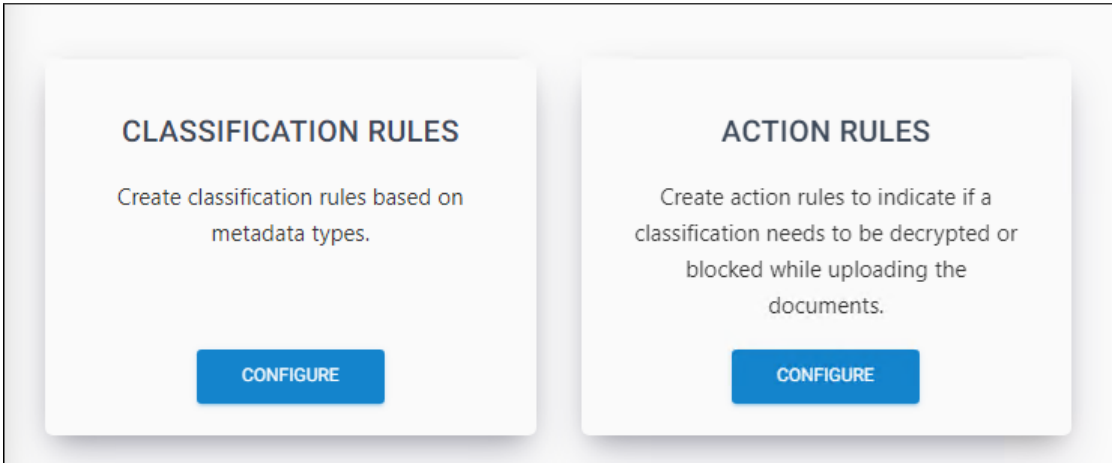 CLASSIFICATION RULES
Create classification rules based on
metadata types.
CONFIGURE
ACTION RULES
Create action rules to indicate if a
classification needs to be decrypted or
blocked while uploading the
documents.
CONFIGURE